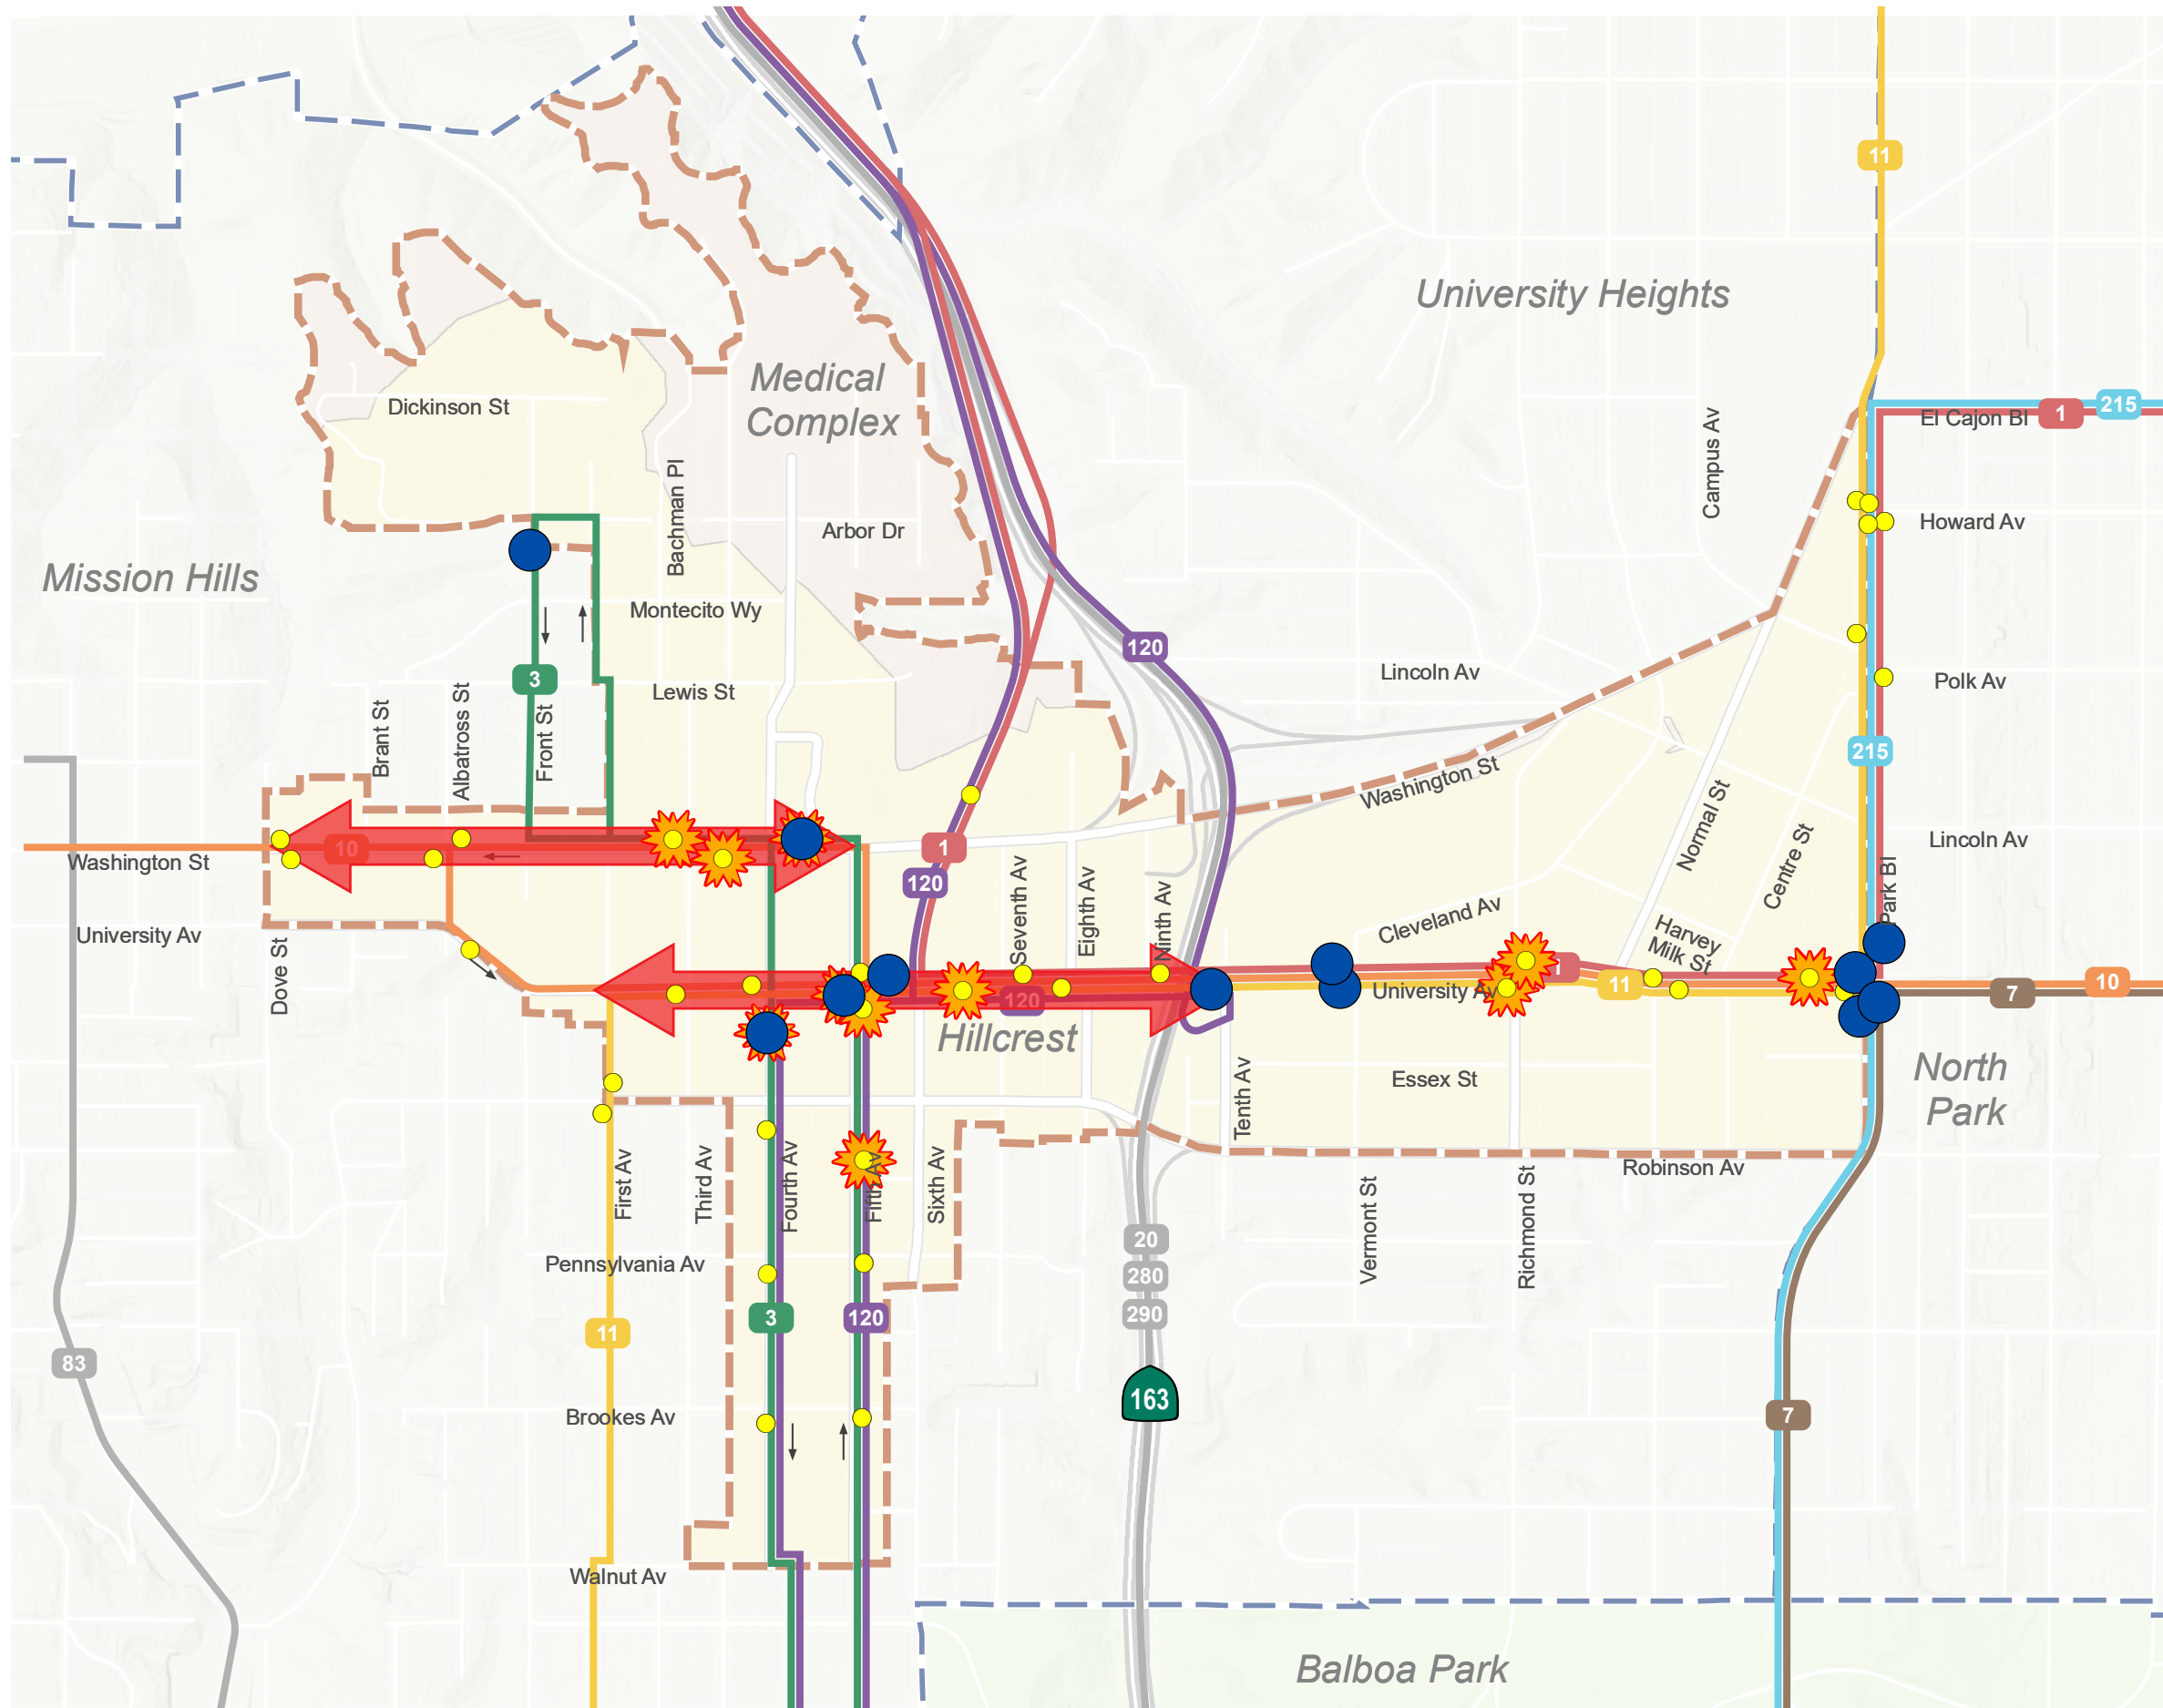 11
University Heights
Medical
Complex
Dickinson St
Campus Av
215
El Cajon Bl
1
Bachman Pl
Arbor Dr
Howard Av
Mission Hills
Montecito Wy
120
Lincoln Av
3
Lewis St
Polk Av
Brant St
Albatross St
Front St
215
Washington St
Normal St
Centre St
Lincoln Av
10
1
Washington St
120
Seventh Av
Eighth Av
Ninth Av
Park Bl
University Av
Cleveland Av
Harvey
Milk St
Dove St
1
University Av
11
10
7
120
Hillcrest
Essex St
North
Park
Tenth Av
First Av
Third Av
Fourth Av
Fifth Av
Sixth Av
Robinson Av
Vermont St
Richmond St
20
Pennsylvania Av
280
290
3
120
11
83
163
7
Brookes Av
Walnut Av
Balboa Park